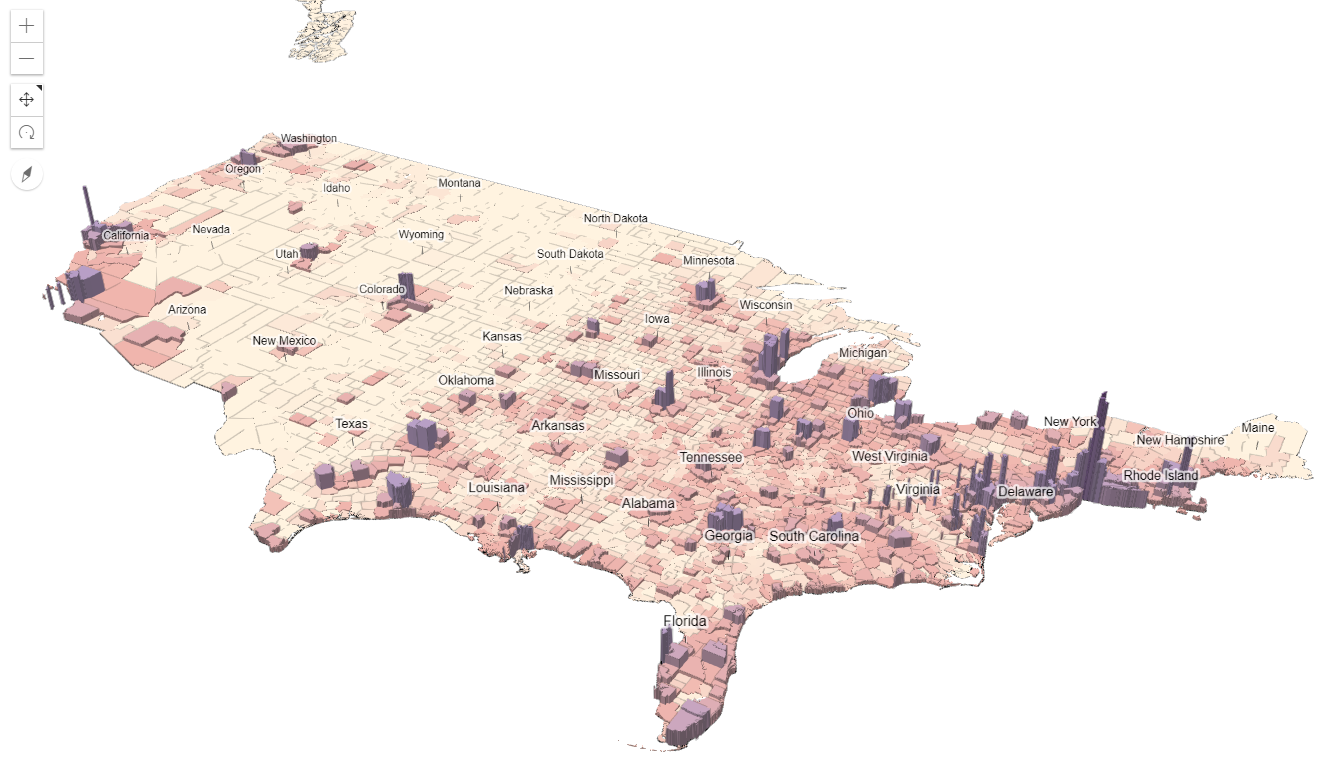 Washington
Oregon
Idaho
Montana
North Dakota
California
Nevada
Wyoming
Utah
South Dakota
Minnesota
Colorado
Nebraska
Arizona
Wisconsin
Iowa
New Mexico
Kansas
Michigan
Oklahoma
Missouri
Illinois
Ohio
Texas
Arkansas
New York
Maine
New Hampshire
Tennessee
West Virginia
Rhode Island
Louisiana
Mississippi
Virginia
Delaware
Alabama
Georgia
South Carolina
Florida